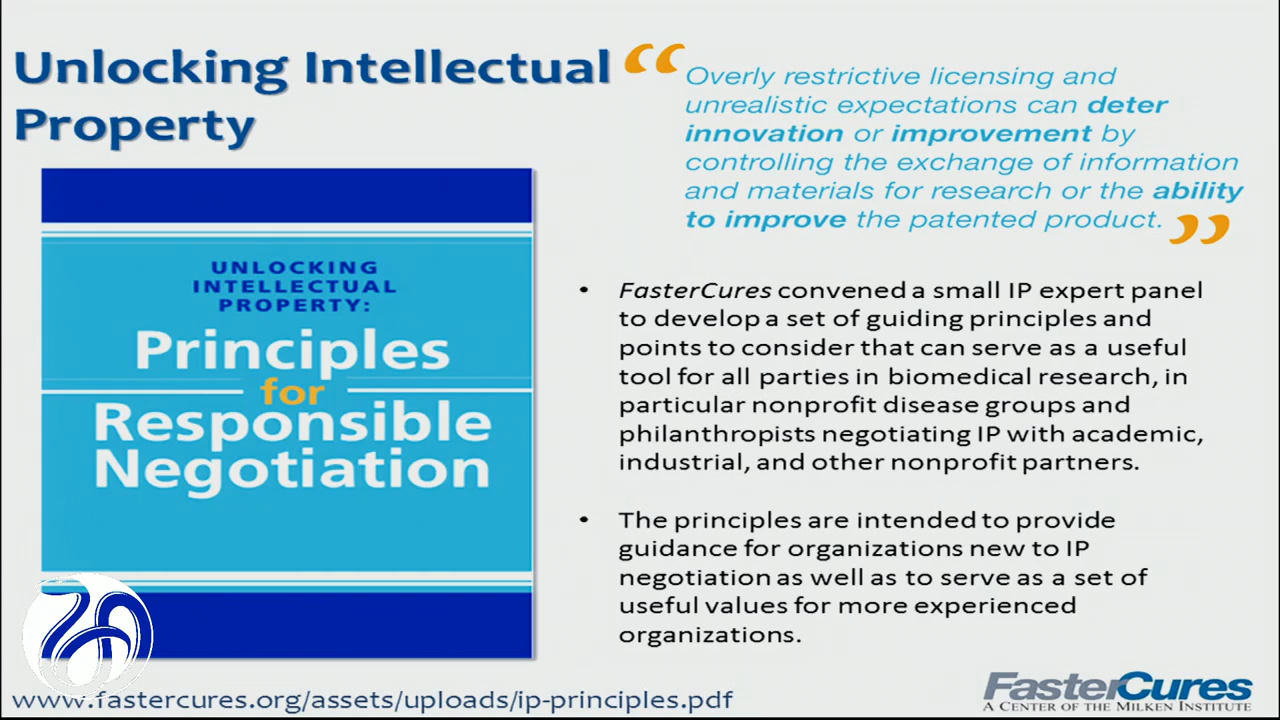 Unlocking Intellectual
Property
“Overly restrictive licensing and
unrealistic expectations can deter
innovation or improvement by
controlling the exchange of information
and materials for research or the ability
to improve the patented product.”
UNLOCKING
INTELLECTUAL
PROPERTY:
Principles
for
Responsible
Negotiation
• FasterCures convened a small IP expert panel
to develop a set of guiding principles and
points to consider that can serve as a useful
tool for all parties in biomedical research, in
particular nonprofit disease groups and
philanthropists negotiating IP with academic,
industrial, and other nonprofit partners.
• The principles are intended to provide
guidance for organizations new to IP
negotiation as well as to serve as a set of
useful values for more experienced
organizations.
www.fastercures.org/assets/uploads/ip-principles.pdf
FasterCures
A CENTER OF THE MILKEN INSTITUTE